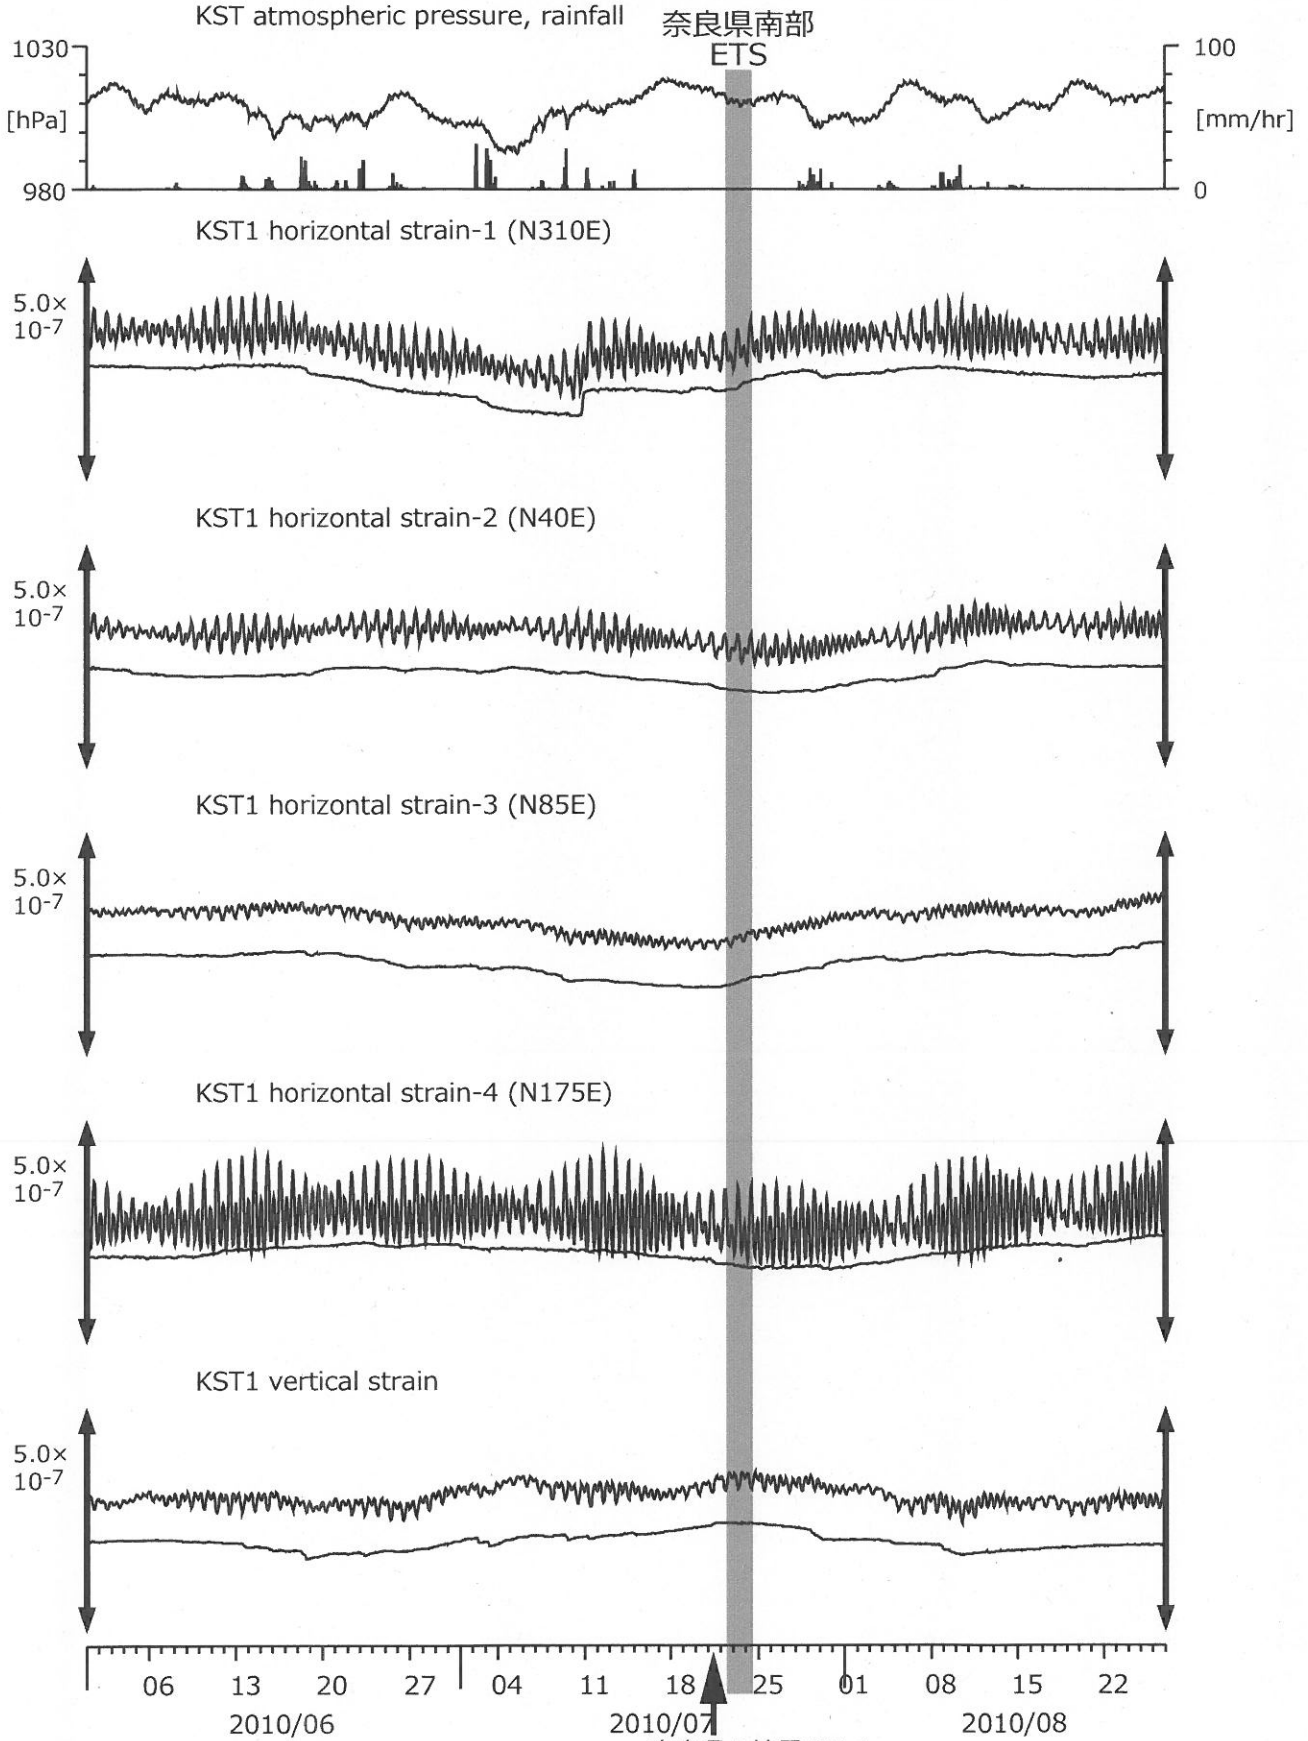 KST atmospheric pressure, rainfall
奈良県南部
ETS
1030
[hPa]
980
100
[mm/hr]
0
KST1 horizontal strain-1 (N310E)
5.0×
10-7
KST1 horizontal strain-2 (N40E)
5.0×
10-7
KST1 horizontal strain-3 (N85E)
5.0×
10-7
KST1 horizontal strain-4 (N175E)
5.0×
10-7
KST1 vertical strain
5.0×
10-7
06 13 20 27 04 11 18 25 01 08 15 22
2010/06 2010/07 2010/08